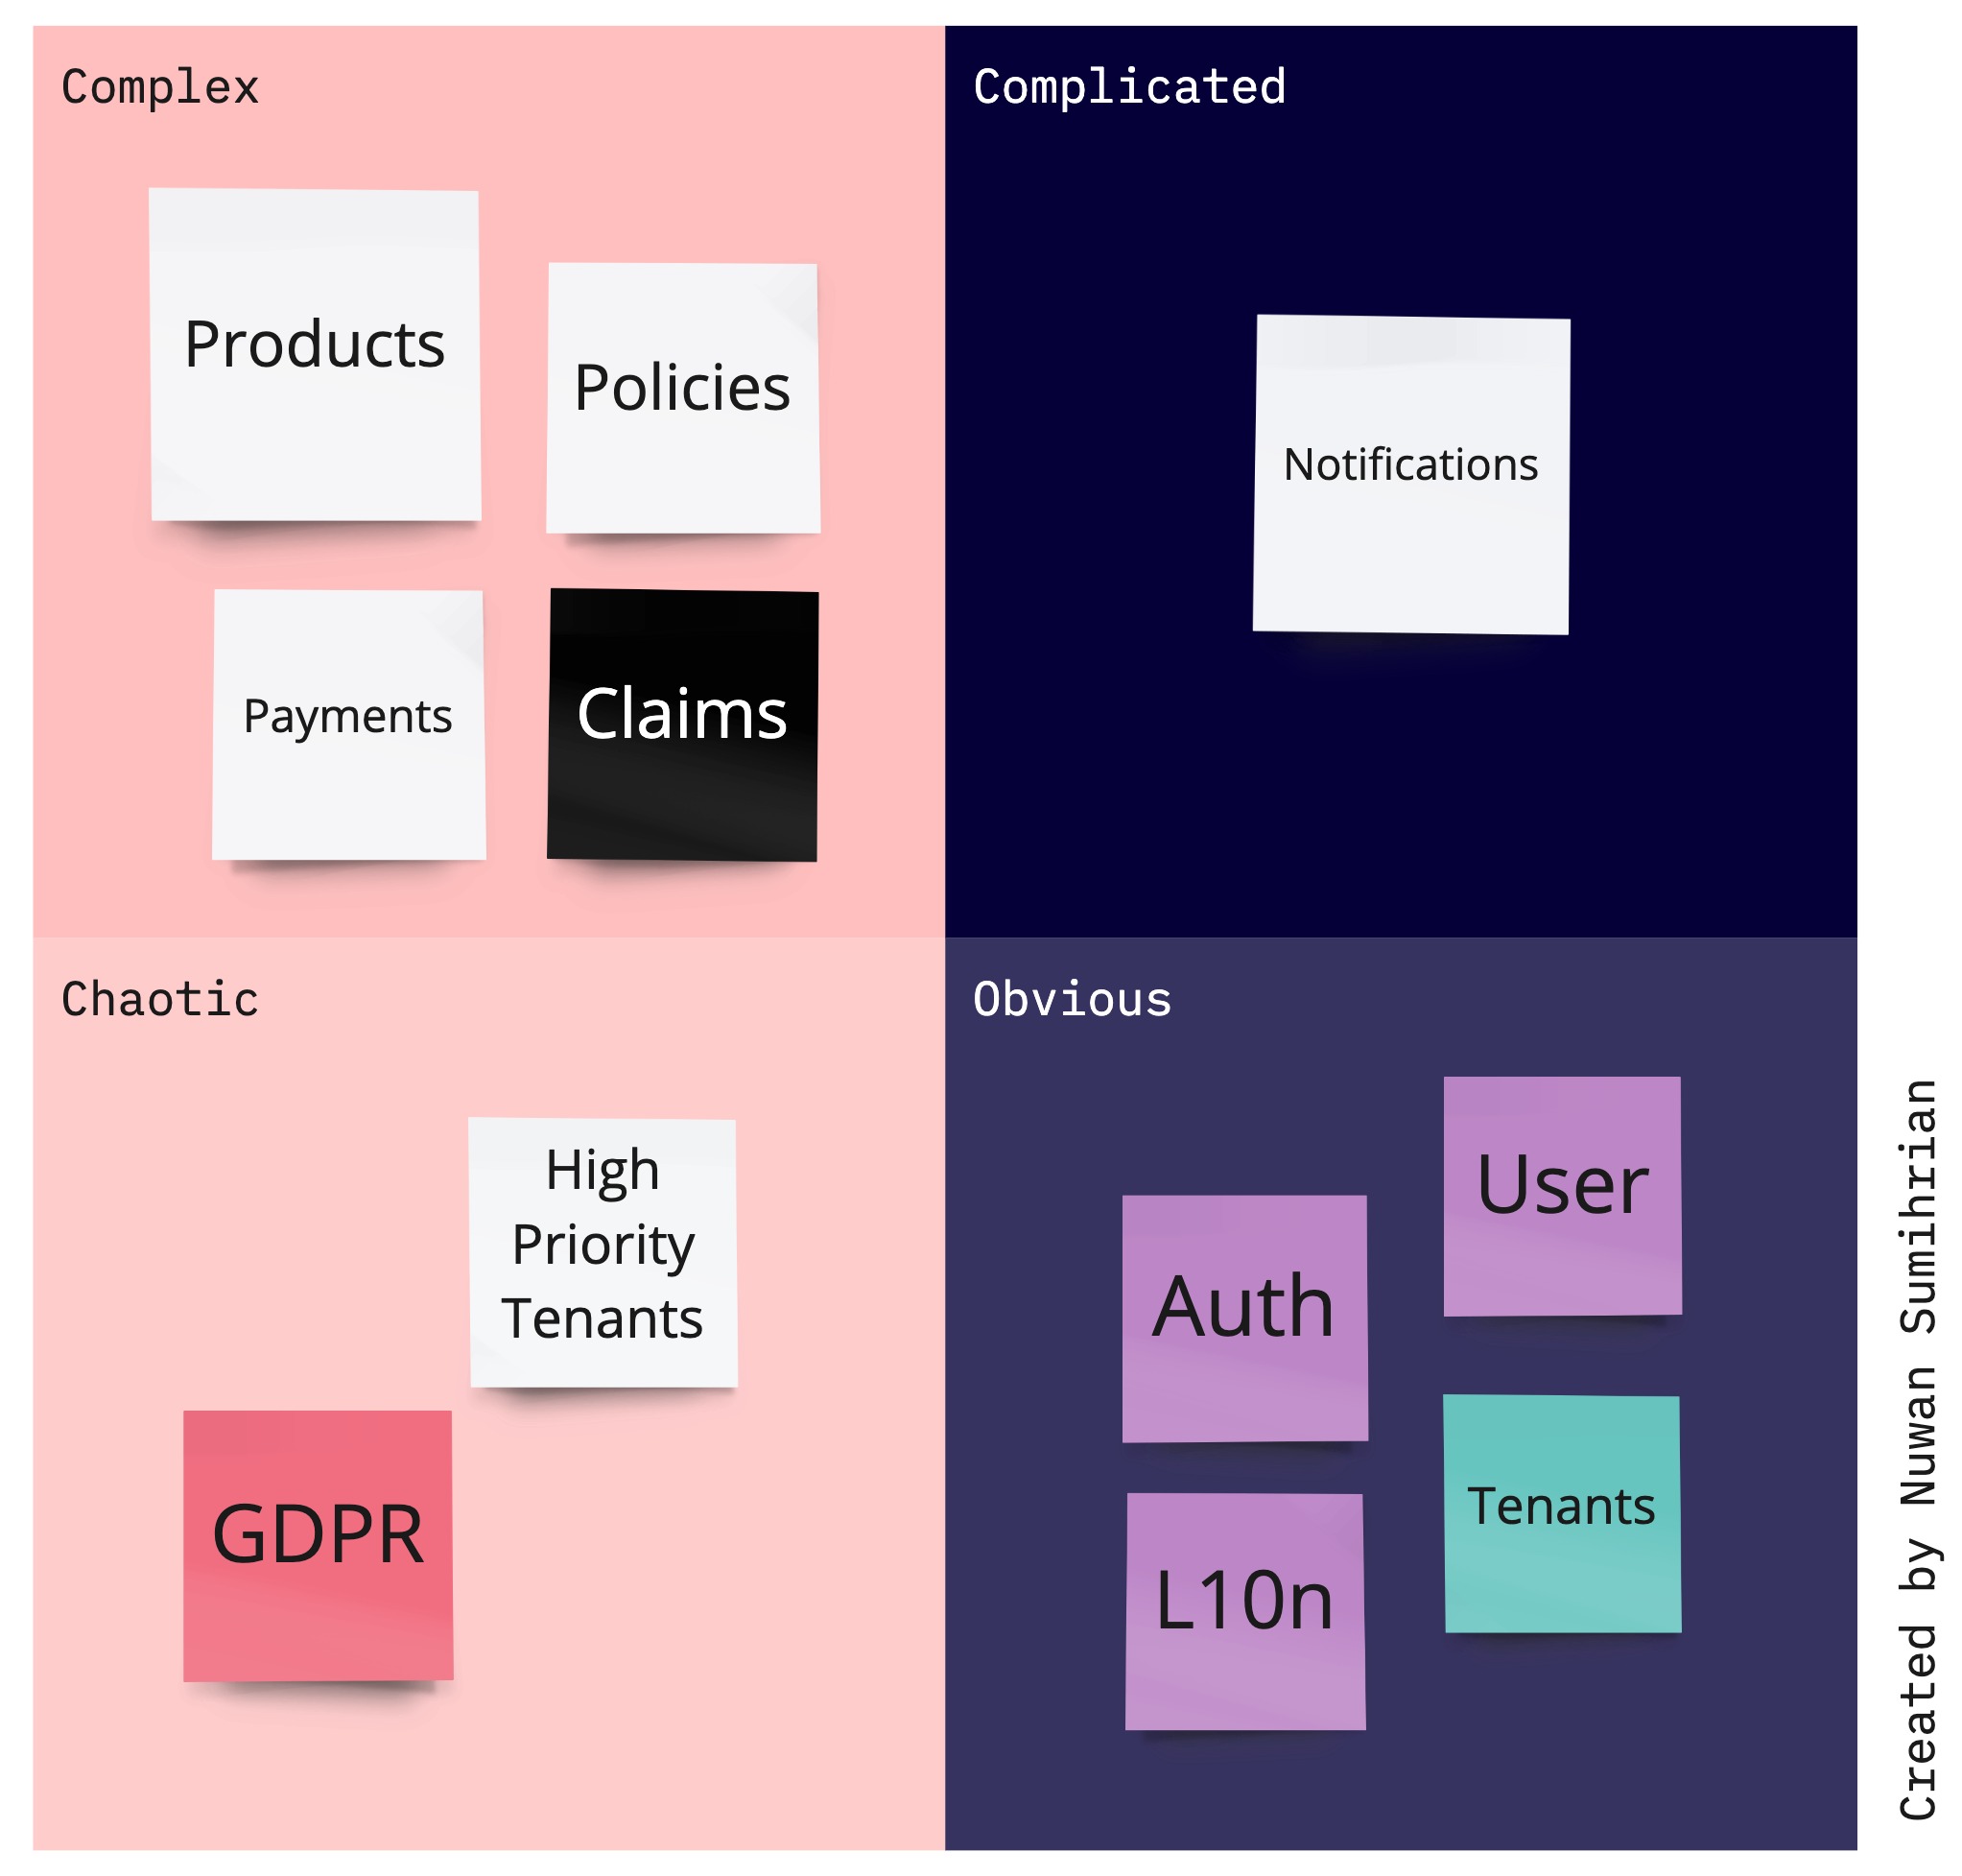 Complex
Products
Policies
Payments
Claims
Complicated
Notifications
Chaotic
High
Priority
Tenants
GDPR
Obvious
User
Auth
Tenants
L10n
Created by Nuwan Sumihrian